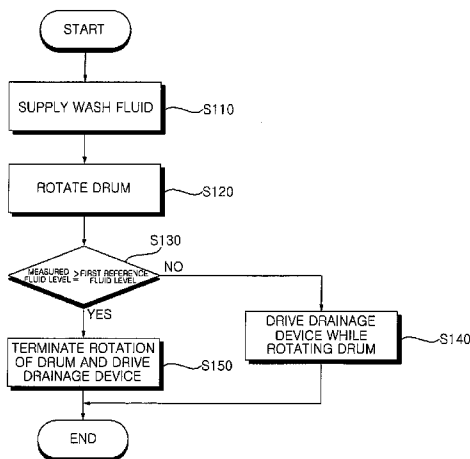 START
SUPPLY WASH FLUID
S110
ROTATE DRUM
S120
S130
MEASURED FLUID LEVEL ≥ FIRST REFERENCE FLUID LEVEL
NO
YES
TERMINATE ROTATION
OF DRUM AND DRIVE
DRAINAGE DEVICE
S150
DRIVE DRAINAGE
DEVICE WHILE
ROTATING DRUM
S140
END